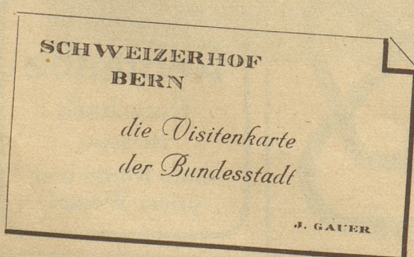 SCHWEIZERHOF
BERN
die Visitenkarte
der Bundesstadt
J. GAUER